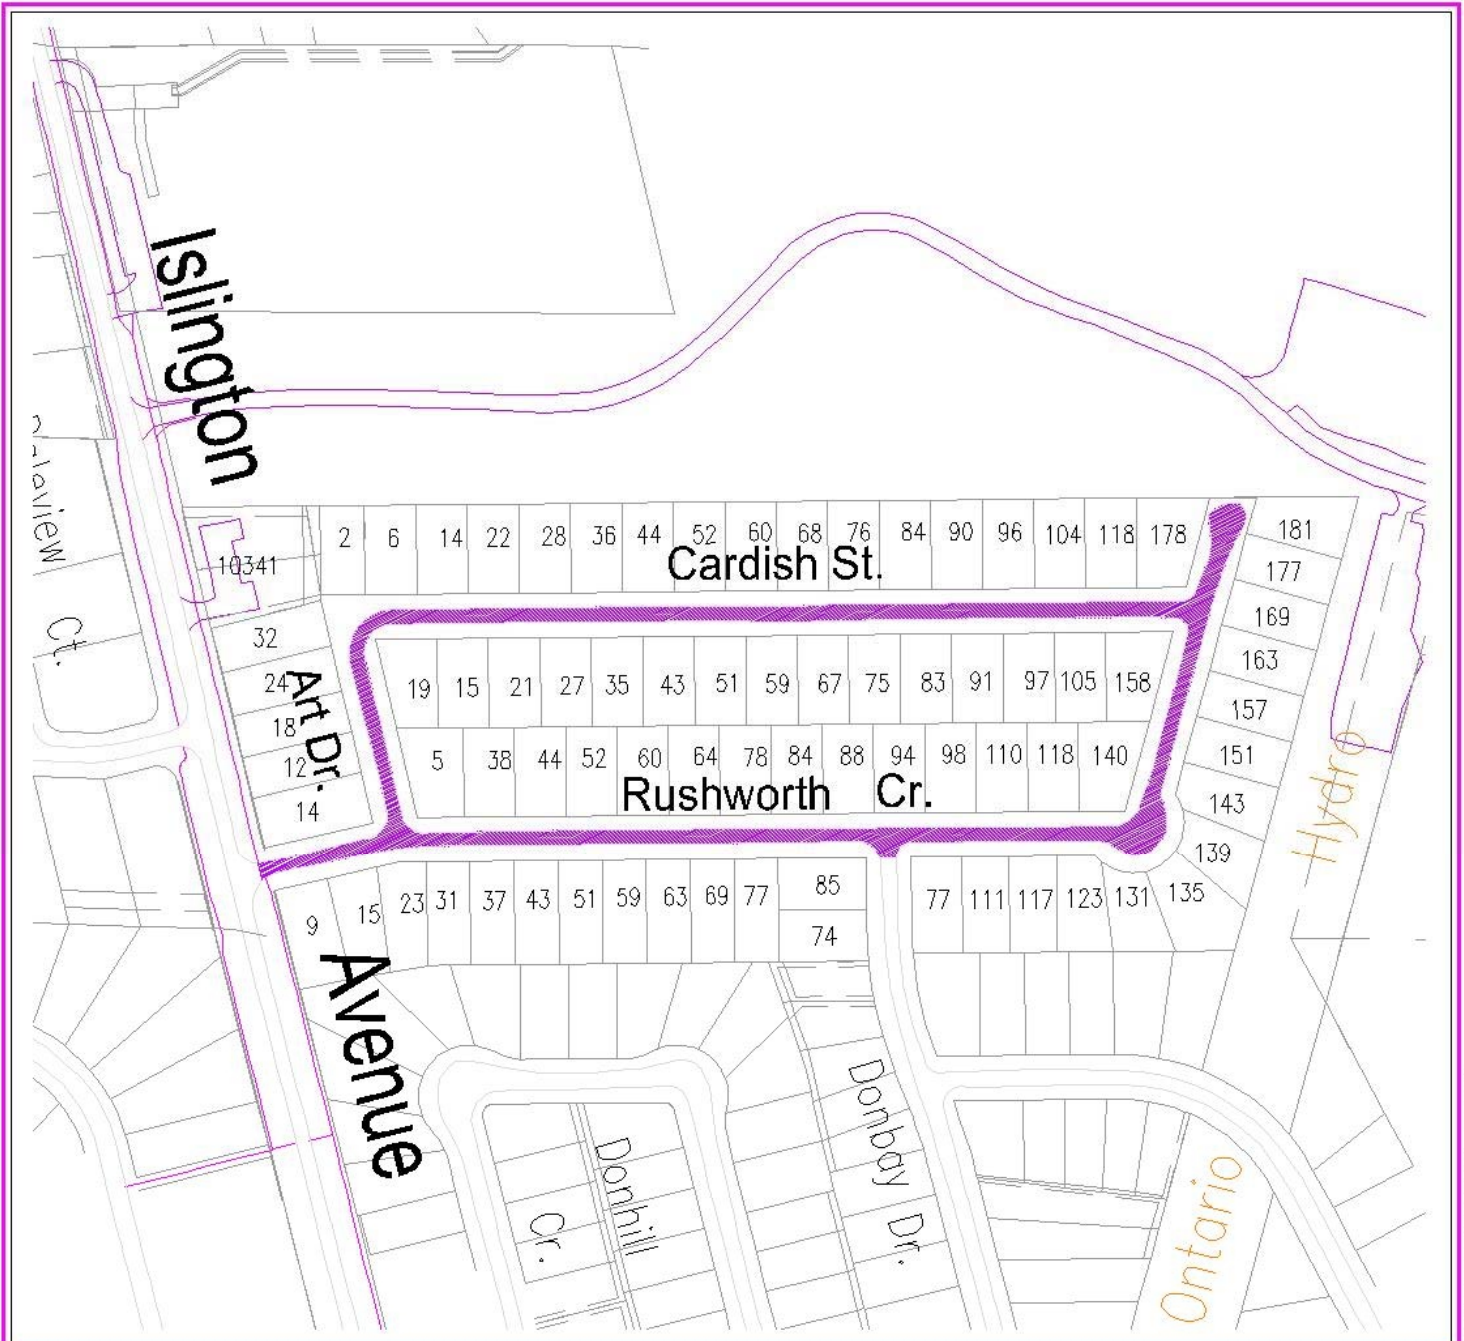 Islington
2 6 14 22 28 36 44 52 60 68 76 84 90 96 104 118 178
181
Cardish St.
10341
177
169
32
163
24
Art Dr.
19 15 21 27 35 43 51 59 67 75 83 91 97 105 158
157
18
12
5 38 44 52 60 64 78 84 88 94 98 110 118 140
151
14
Rushworth Cr.
143
Hydro
139
Ct.
9 15 23 31 37 43 51 59 63 69 77 85
74
77 111 117 123 131 135
Avenue
Donbay Dr.
Donhill Cr.
Ontario